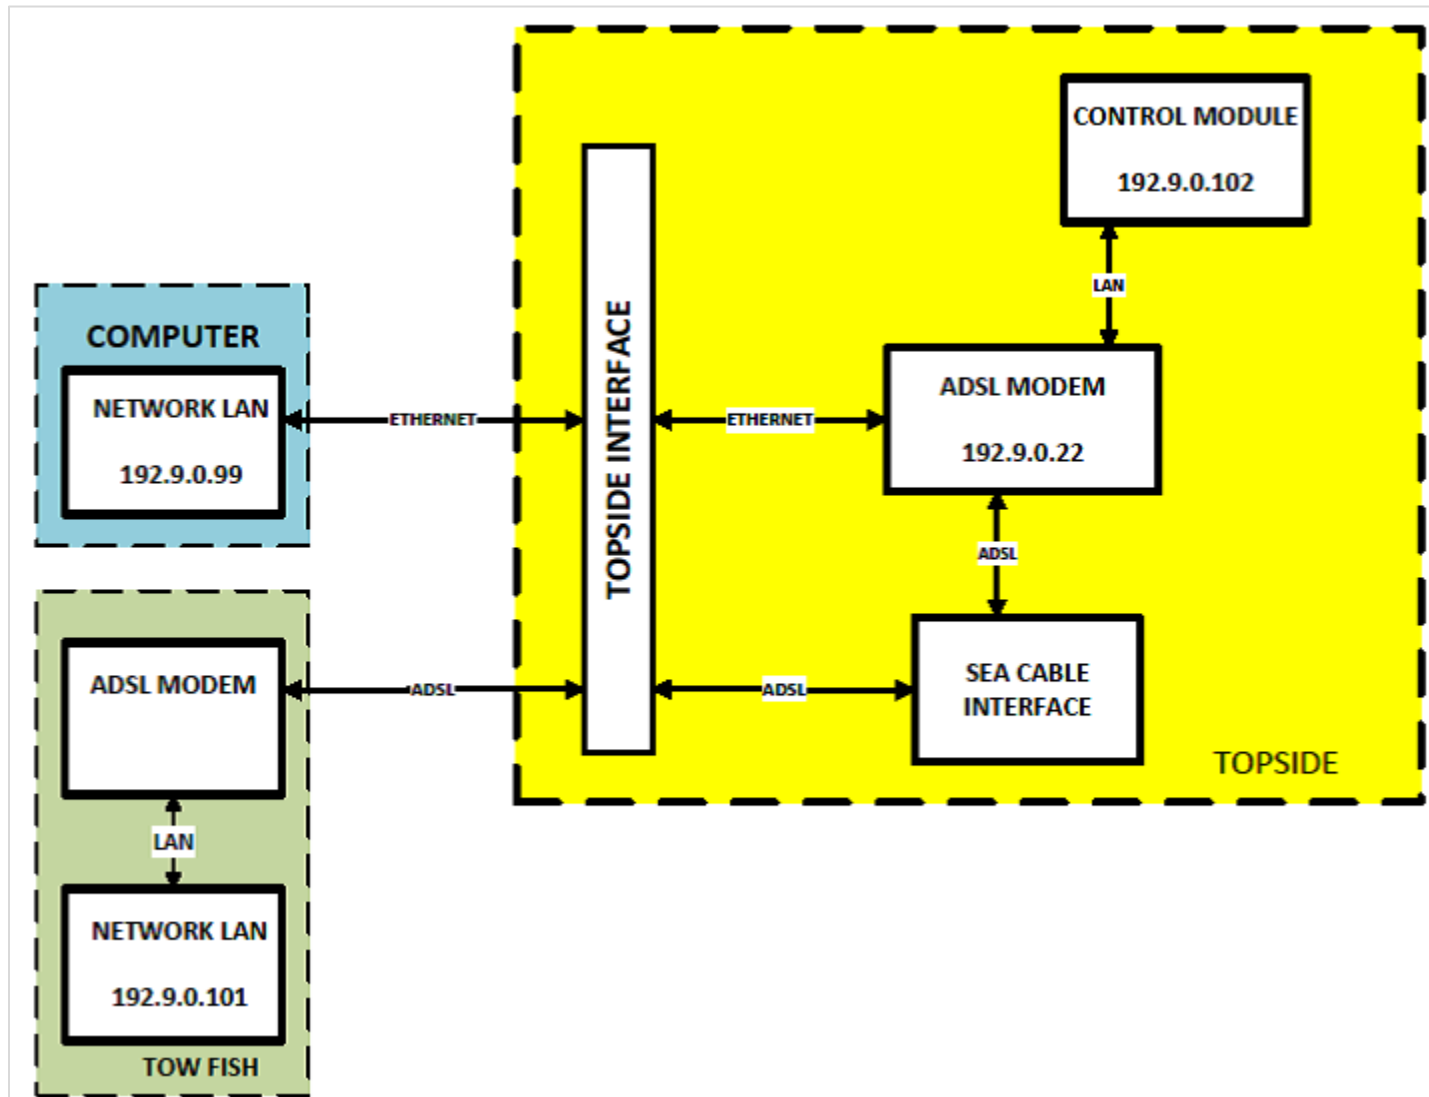 CONTROL MODULE
192.9.0.102
LAN
COMPUTER
NETWORK LAN
192.9.0.99
ETHERNET
TOPSIDE INTERFACE
ETHERNET
ADSL MODEM
192.9.0.22
ADSL
ADSL MODEM
ADSL
ADSL
SEA CABLE
INTERFACE
TOPSIDE
LAN
NETWORK LAN
192.9.0.101
TOW FISH